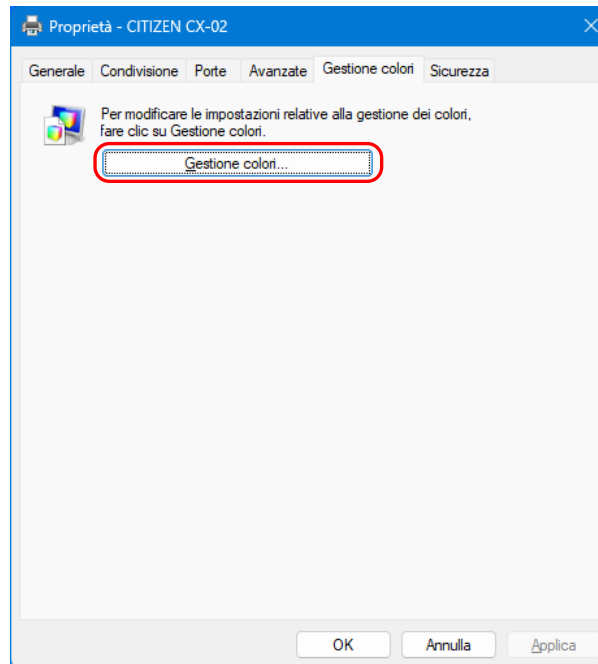 Proprietà - CITIZEN CX-02
Generale Condivisione Porte Avanzate Gestione colori Sicurezza
Per modificare le impostazioni relative alla gestione dei colori,
fare clic su Gestione colori.
Gestione colori...
OK Annulla Applica